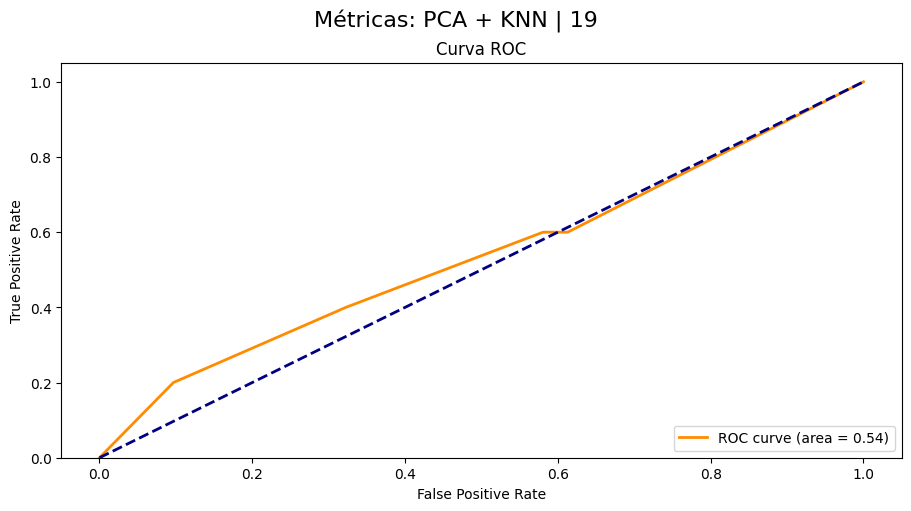 Métricas: PCA + KNN | 19
Curva ROC
True Positive Rate
1.0
0.8
0.6
0.4
0.2
0.0
0.0 0.2 0.4 0.6 0.8 1.0
False Positive Rate
ROC curve (area = 0.54)